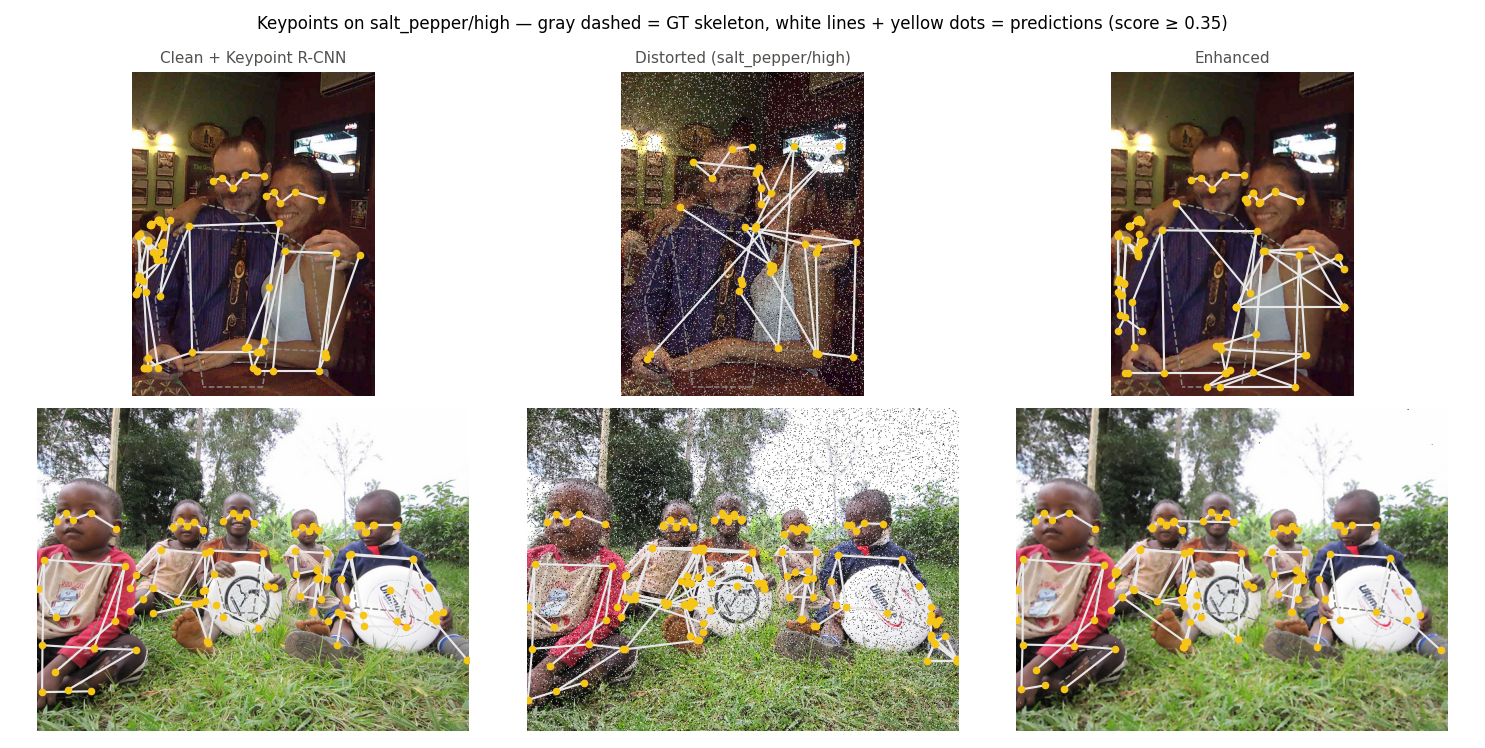 Keypoints on salt_pepper/high — gray dashed = GT skeleton, white lines + yellow dots = predictions (score ≥ 0.35)
Clean + Keypoint R-CNN
Distorted (salt_pepper/high)
Enhanced